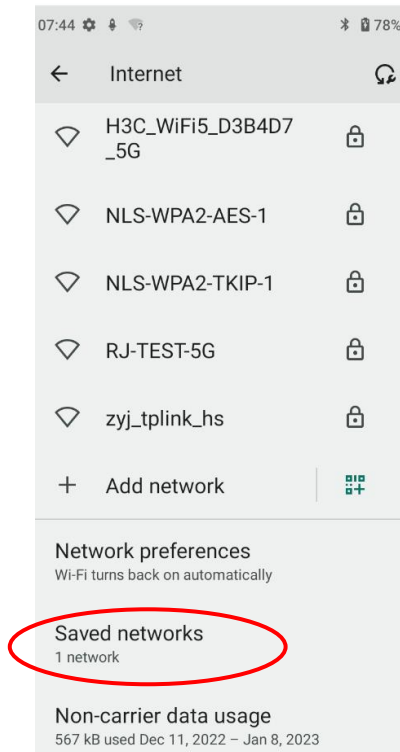 07:44 78%
Internet
H3C_WiFi5_D3B4D7
_5G
NLS-WPA2-AES-1
NLS-WPA2-TKIP-1
RJ-TEST-5G
zyj_tplink_hs
Add network
Network preferences
Wi-Fi turns back on automatically
Saved networks
1 network
Non-carrier data usage
567 kB used Dec 11, 2022 – Jan 8, 2023